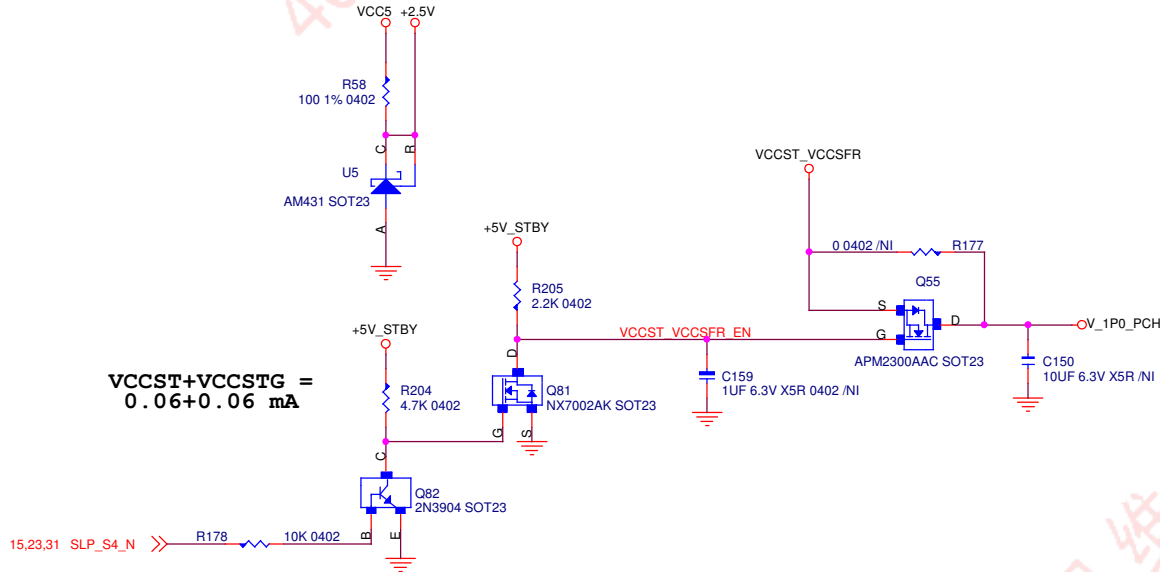 VCC5 +2.5V
R58
100 1% 0402
C
R
U5
AM431 SOT23
A
VCCST_VCCSFR
+5V_STBY
0 0402 /NI
R177
R205
2.2K 0402
Q55
S
D
V_1P0_PCH
G
APM2300AAC SOT23
+5V_STBY
VCCST_VCCSFR_EN
D
C159
1UF 6.3V X5R 0402 /NI
C150
10UF 6.3V X5R /NI
VCCST+VCCSTG =
0.06+0.06 mA
R204
4.7K 0402
Q81
NX7002AK SOT23
G
S
C
Q82
2N3904 SOT23
B
E
15,23,31 SLP_S4_N
R178
10K 0402